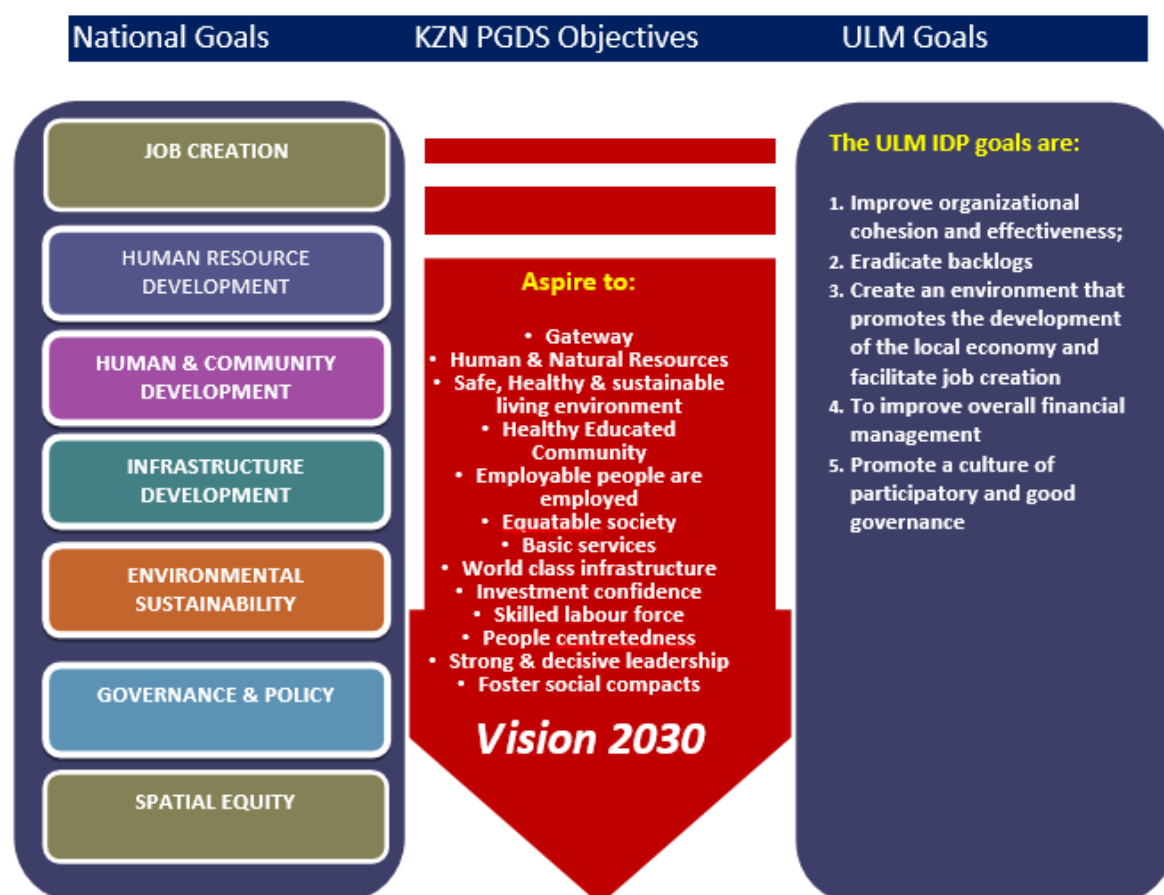 National Goals
KZN PGDS Objectives
ULM Goals
JOB CREATION
HUMAN RESOURCE
DEVELOPMENT
HUMAN & COMMUNITY
DEVELOPMENT
INFRASTRUCTURE
DEVELOPMENT
ENVIRONMENTAL
SUSTAINABILITY
GOVERNANCE & POLICY
SPATIAL EQUITY
Aspire to:
• Gateway
• Human & Natural Resources
• Safe, Healthy & sustainable
living environment
• Healthy Educated
Community
• Employable people are
employed
• Equatable society
• Basic services
• World class infrastructure
• Investment confidence
• Skilled labour force
• People centretedness
• Strong & decisive leadership
• Foster social compacts
Vision 2030
The ULM IDP goals are:
1. Improve organizational
cohesion and effectiveness;
2. Eradicate backlogs
3. Create an environment that
promotes the development
of the local economy and
facilitate job creation
4. To improve overall financial
management
5. Promote a culture of
participatory and good
governance